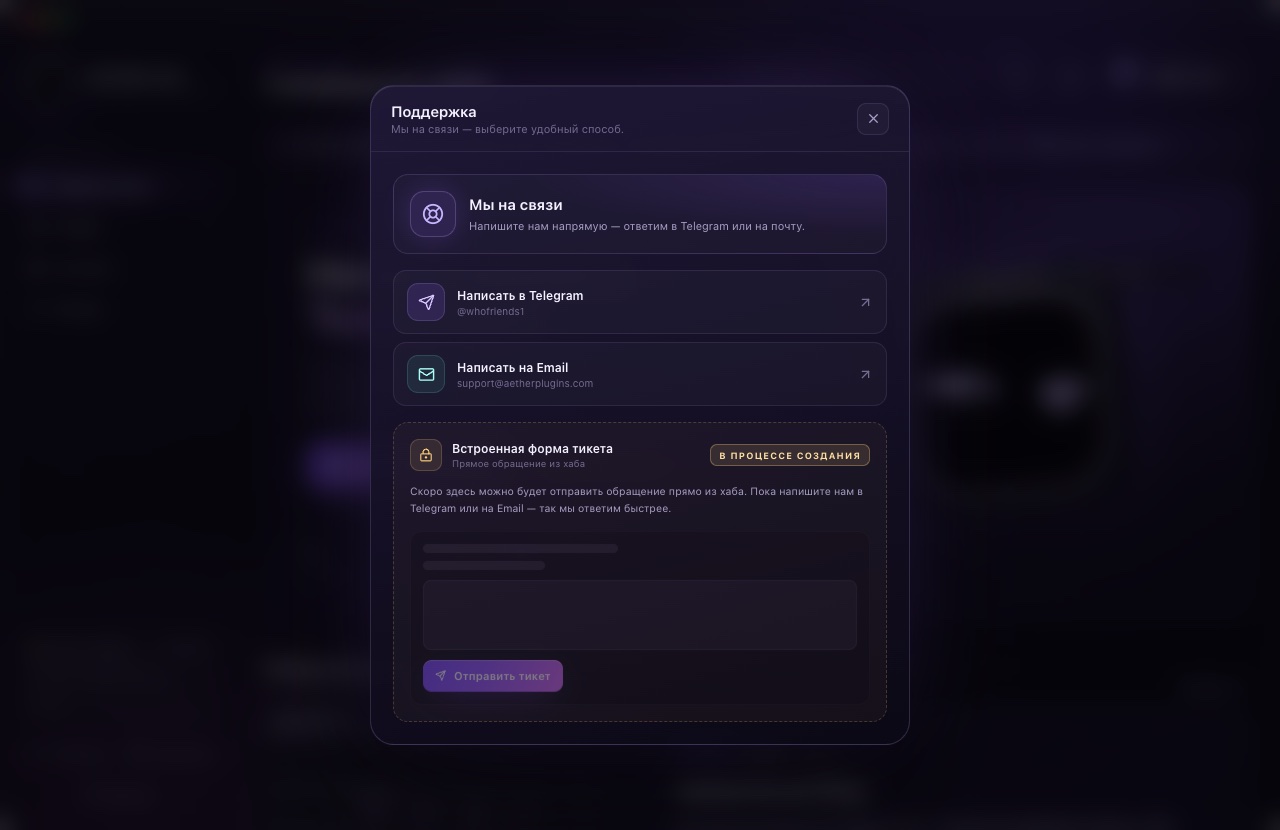 Поддержка
Мы на связи — выберите удобный способ.
Мы на связи
Напишите нам напрямую — ответим в Telegram или на почту.
Написать в Telegram
@whofriends1
Написать на Email
support@aetherplugins.com
Встроенная форма тикета
Прямое обращение из хаба
В ПРОЦЕССЕ СОЗДАНИЯ
Скоро здесь можно будет отправить обращение прямо из хаба. Пока напишите нам в
Telegram или на Email — так мы ответим быстрее.
Отправить тикет